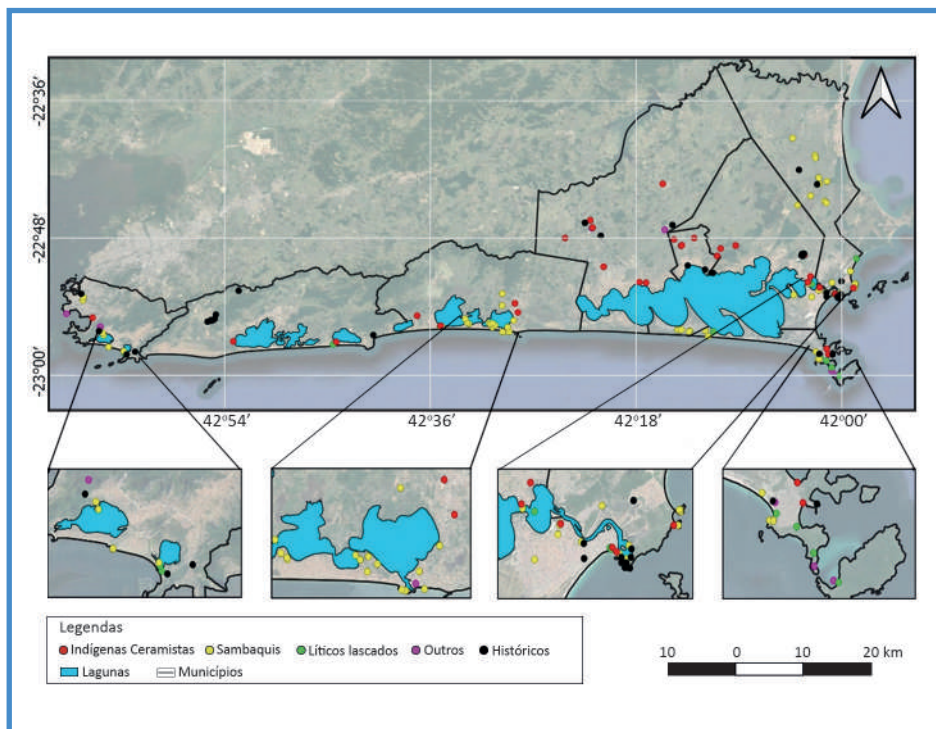 -22°36′
-22°48′
-23°00′
42°54′
42°36′
42°18′
42°00′
Legendas
Indígenas Ceramistas
Sambaquis
Líticos lascados
Outros
Históricos
Lagunas
Municípios
10
0
10
20 km